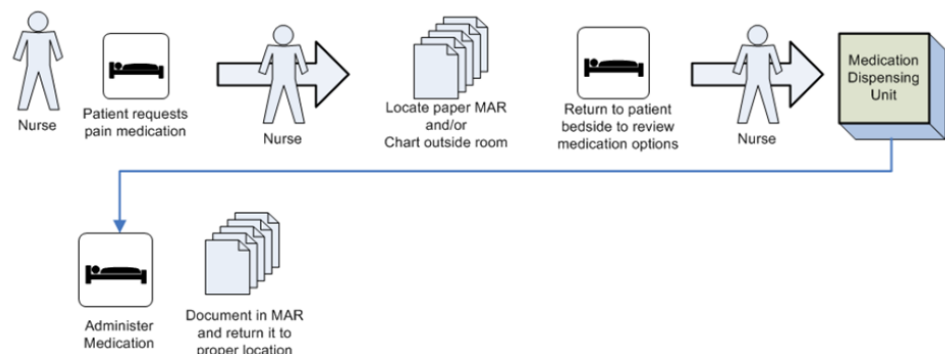 Nurse
Patient requests
pain medication
Nurse
Locate paper MAR
and/or
Chart outside room
Return to patient
bedside to review
medication options
Nurse
Medication
Dispensing
Unit
Administer
Medication
Document in MAR
and return it to
proper location